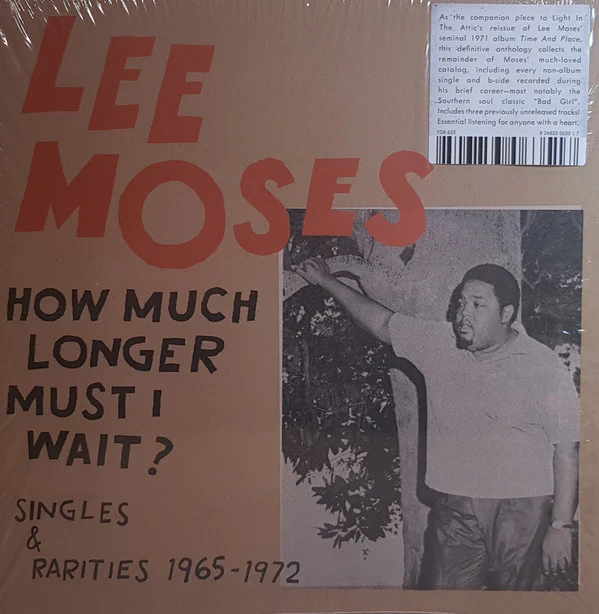 LEE
MOSES
HOW MUCH
LONGER
MUST I
WAIT?
SINGLES
&
RARITIES 1965-1972
As the companion piece to Light In
The Attic's reissue of Lee Moses'
seminal 1971 album Time And Place,
this definitive anthology collects the
remainder of Moses' much-loved
catalog, including every non-album
single and b-side recorded during
his brief career—most notably the
Southern soul classic "Bad Girl".
Includes three previously unreleased tracks!
Essential listening for anyone with a heart.